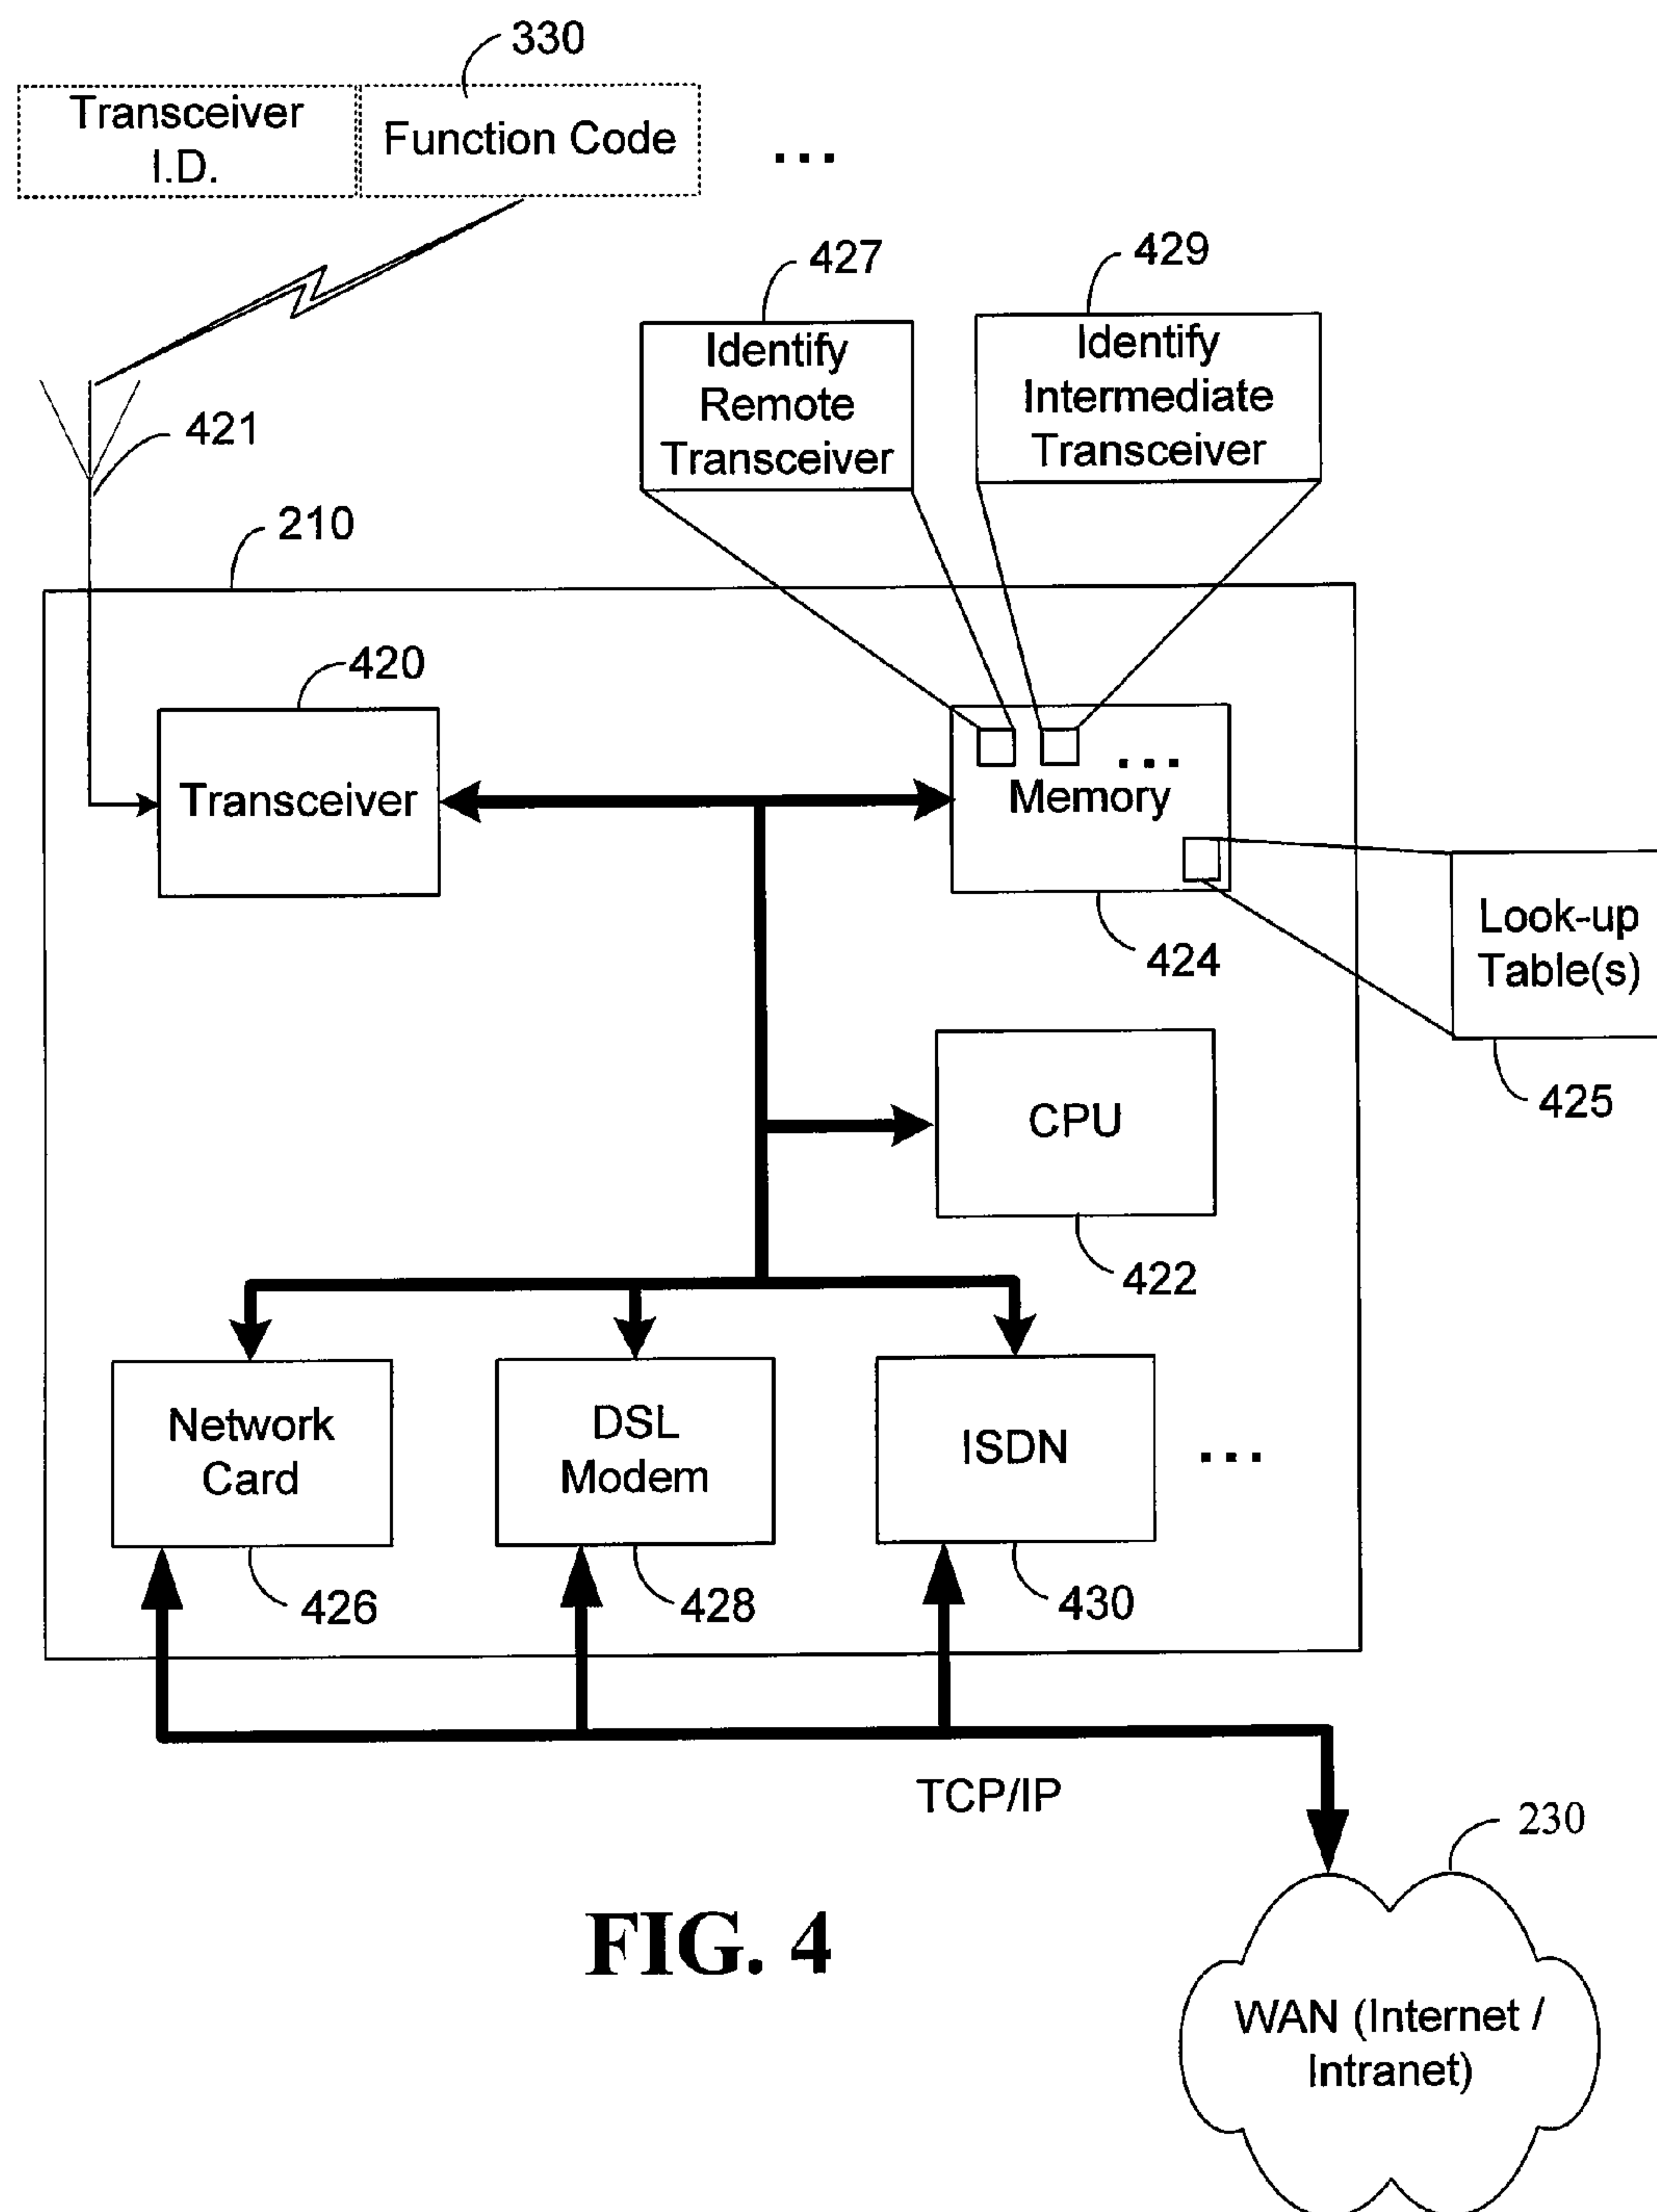 330
Transceiver
I.D.
Function Code
...
427
429
Identify
Remote
Transceiver
Identify
Intermediate
Transceiver
421
210
420
Transceiver
...
Memory
424
Look-up
Table(s)
425
CPU
422
Network
Card
DSL
Modem
ISDN
...
426
428
430
TCP/IP
230
FIG. 4
WAN (Internet /
Intranet)